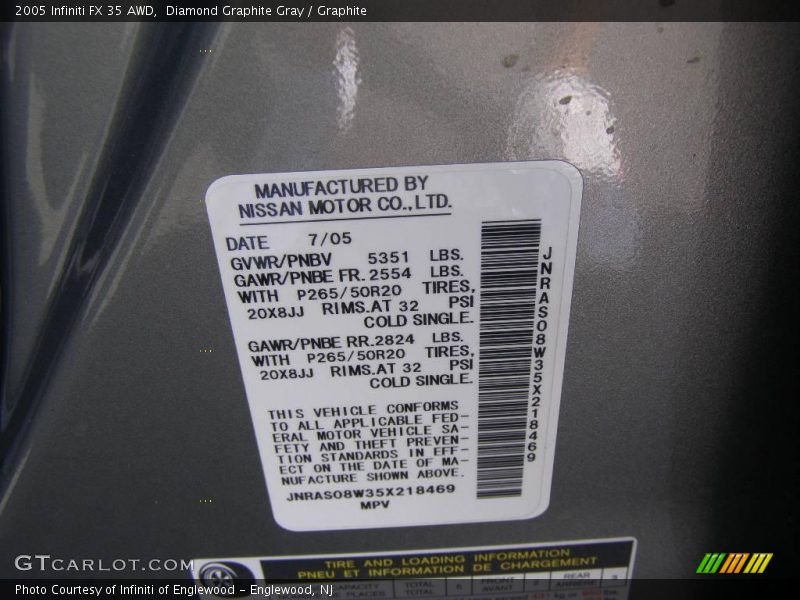 2005 Infiniti FX 35 AWD, Diamond Graphite Gray / Graphite
MANUFACTURED BY
NISSAN MOTOR CO.,LTD.
DATE 7/05
GVWR/PNBV 5351 LBS.
GAWR/PNBE FR. 2554 LBS.
WITH P265/50R20 TIRES,
20X8JJ RIMS.AT 32 PSI
COLD SINGLE.
GAWR/PNBE RR. 2824 LBS.
WITH P265/50R20 TIRES,
20X8JJ RIMS.AT 32 PSI
COLD SINGLE.
THIS VEHICLE CONFORMS
TO ALL APPLICABLE FED-
ERAL MOTOR VEHICLE SA-
FETY AND THEFT PREVEN-
TION STANDARDS IN EFF-
ECT ON THE DATE OF MA-
NUFACTURE SHOWN ABOVE.
JNRAS08W35X218469
MPV
JNRAS08W35X218469
TIRE AND LOADING INFORMATION
PNEU ET INFORMATION DE CHARGEMENT
TOTAL FRONT REAR
TOTAL AVANT
GTCARLOT.COM
Photo Courtesy of Infiniti of Englewood - Englewood, NJ